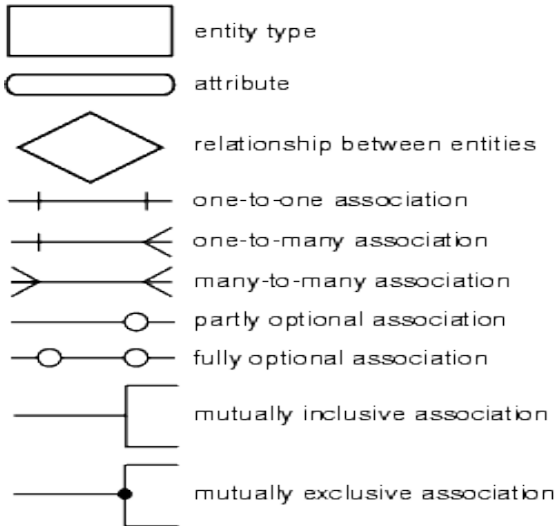 entity type
attribute
relationship between entities
one-to-one association
one-to-many association
many-to-many association
partly optional association
fully optional association
mutually inclusive association
mutually exclusive association